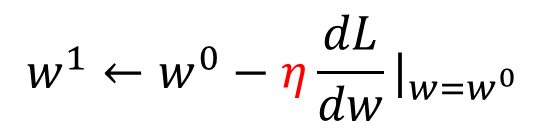 w¹ ← w⁰ − η dL/dw |w=w⁰